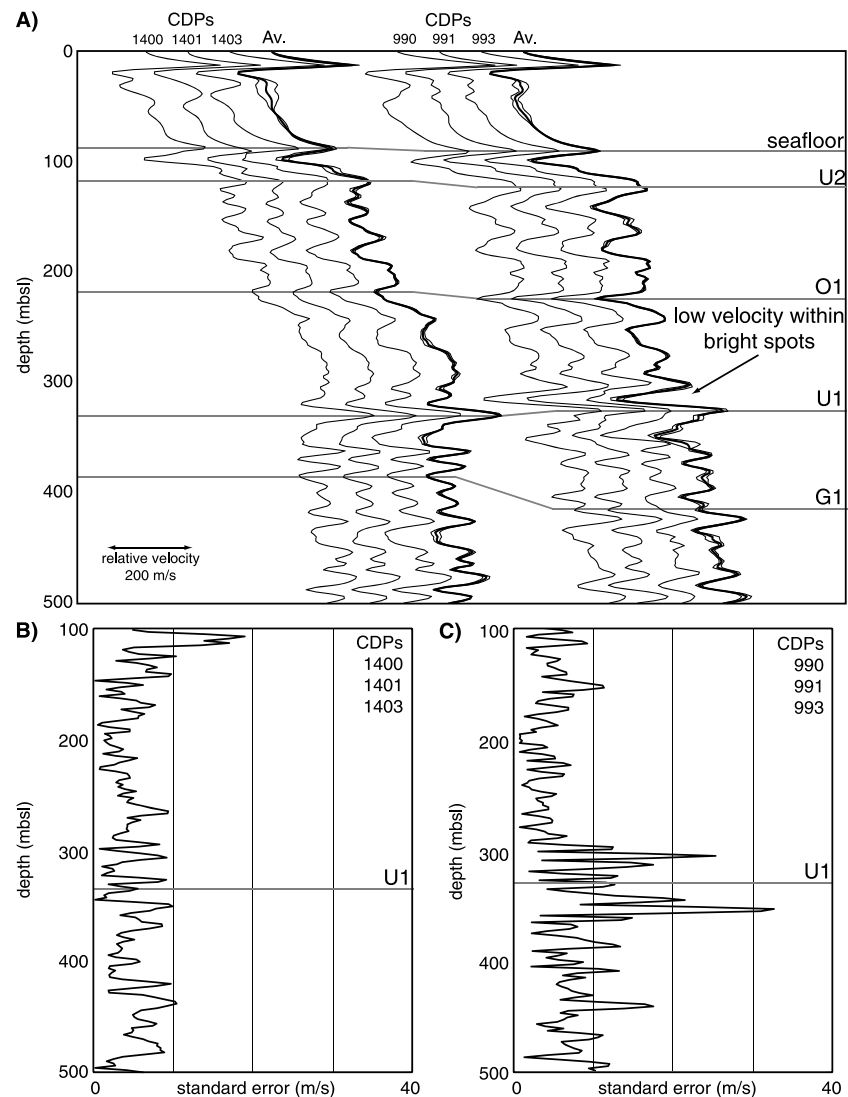 A)
CDPs
1400 1401 1403 Av.
CDPs
990 991 993 Av.
0
100
200
300
400
500
depth (mbsl)
seafloor
U2
O1
low velocity within
bright spots
U1
G1
relative velocity
200 m/s
B)
100
200
300
400
500
depth (mbsl)
CDPs
1400
1401
1403
U1
0 standard error (m/s) 40
C)
100
200
300
400
500
depth (mbsl)
CDPs
990
991
993
U1
0 standard error (m/s) 40